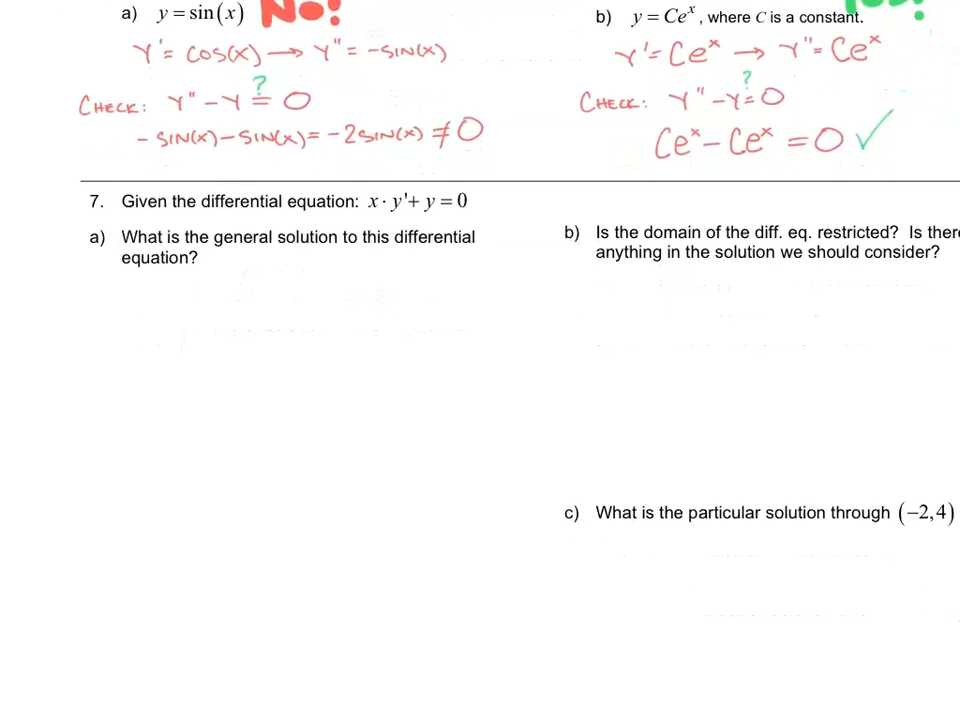 a) y = sin(x) No!
Y' = cos(x) → Y" = -SIN(x)
CHECK: Y" - Y ≟ 0
- SIN(x) - SIN(x) = -2SIN(x) ≠ 0
b) y = Ce^x, where C is a constant.
Y' = Ce^x → Y" = Ce^x
CHECK: Y" - Y ≟ 0
Ce^x - Ce^x = 0 ✓
7. Given the differential equation: x · y' + y = 0
a) What is the general solution to this differential
equation?
b) Is the domain of the diff. eq. restricted? Is
anything in the solution we should consider?
c) What is the particular solution through (-2,4)